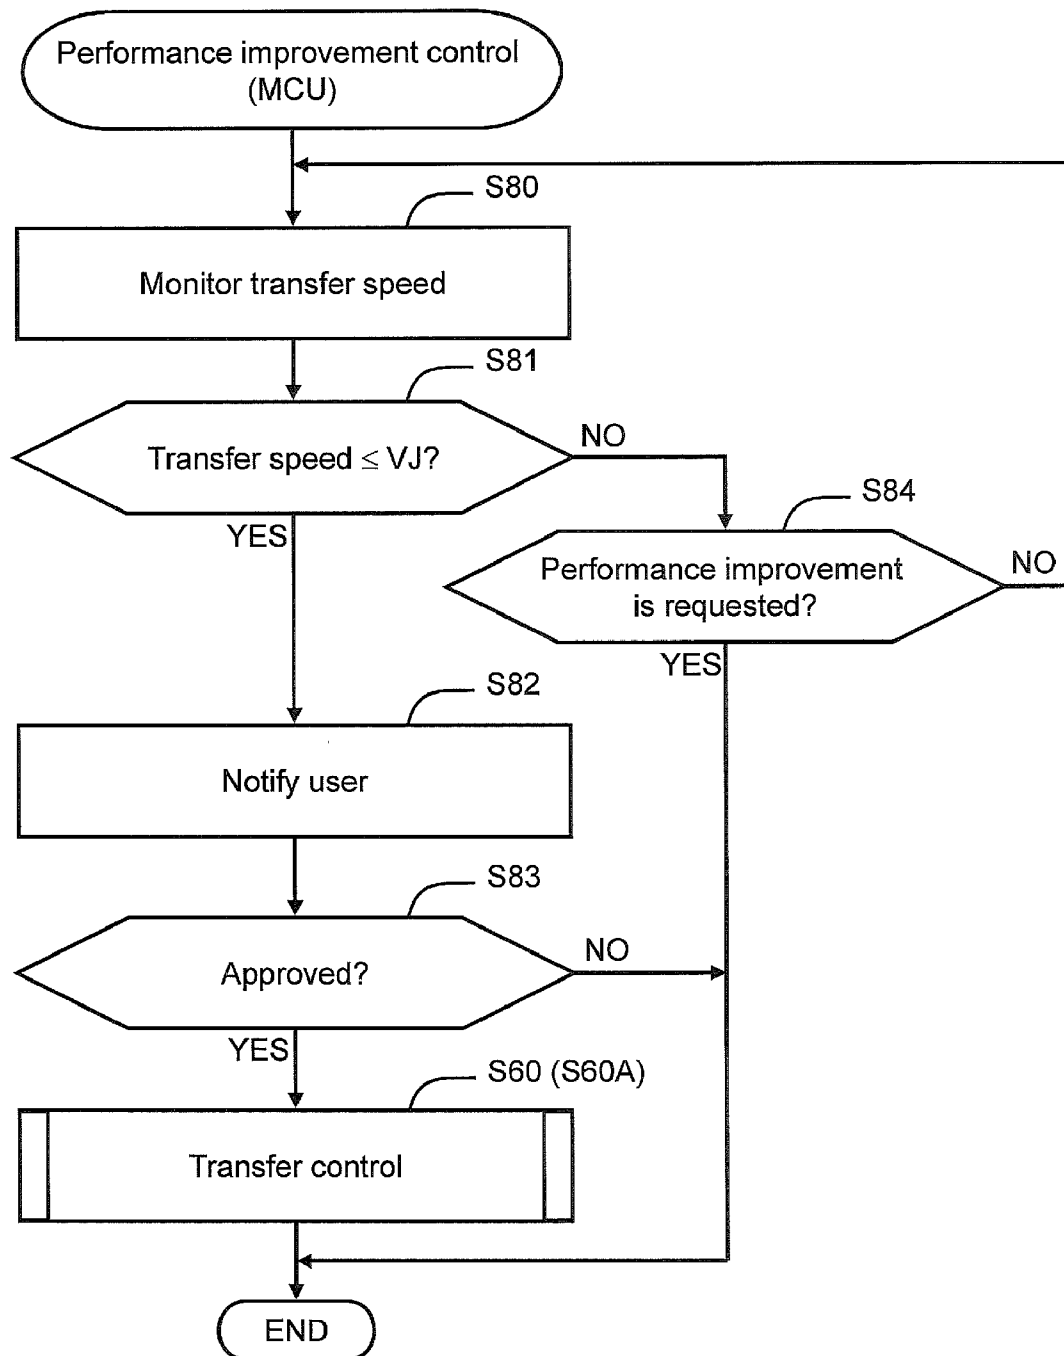 Performance improvement control
(MCU)
S80
Monitor transfer speed
S81
Transfer speed ≤ VJ?
NO
YES
S84
Performance improvement
is requested?
NO
YES
S82
Notify user
S83
Approved?
NO
YES
S60 (S60A)
Transfer control
END